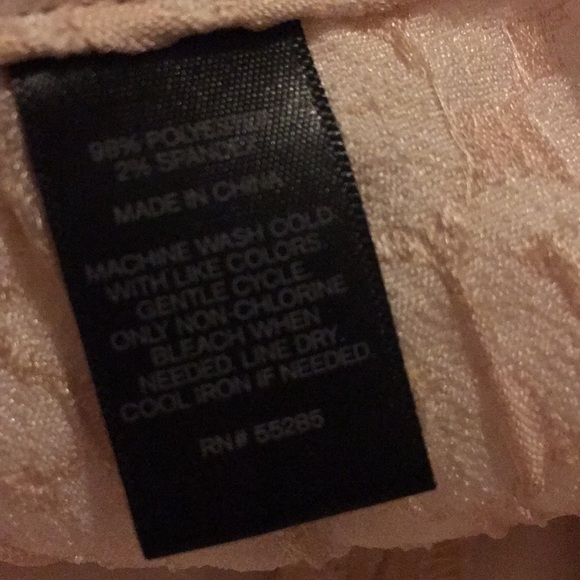 98% POLYESTER
2% SPANDEX
MADE IN CHINA
MACHINE WASH COLD
WITH LIKE COLORS.
GENTLE CYCLE.
ONLY NON-CHLORINE
BLEACH WHEN
NEEDED. LINE DRY.
COOL IRON IF NEEDED.
RN# 55285